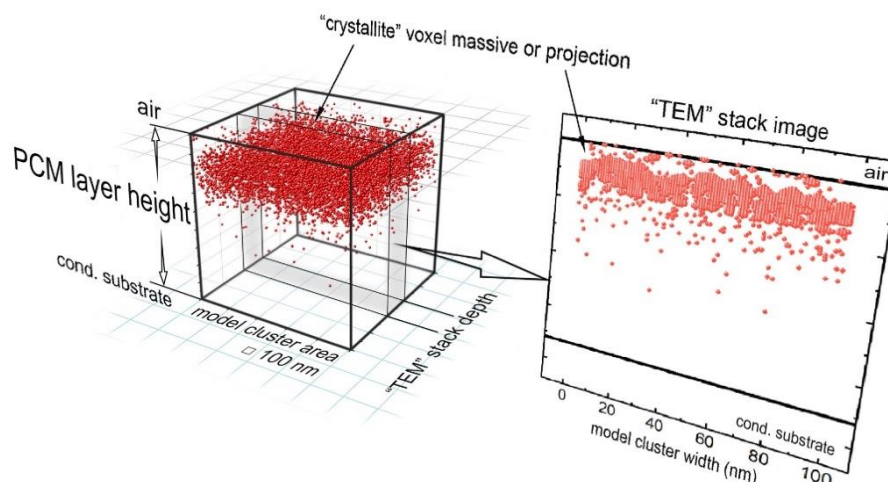 “crystallite” voxel massive or projection
air
PCM layer height
cond. substrate
model cluster area
□ 100 nm
“TEM” stack depth
“TEM” stack image
air
cond. substrate
0 20 40 60 80 100
model cluster width (nm)